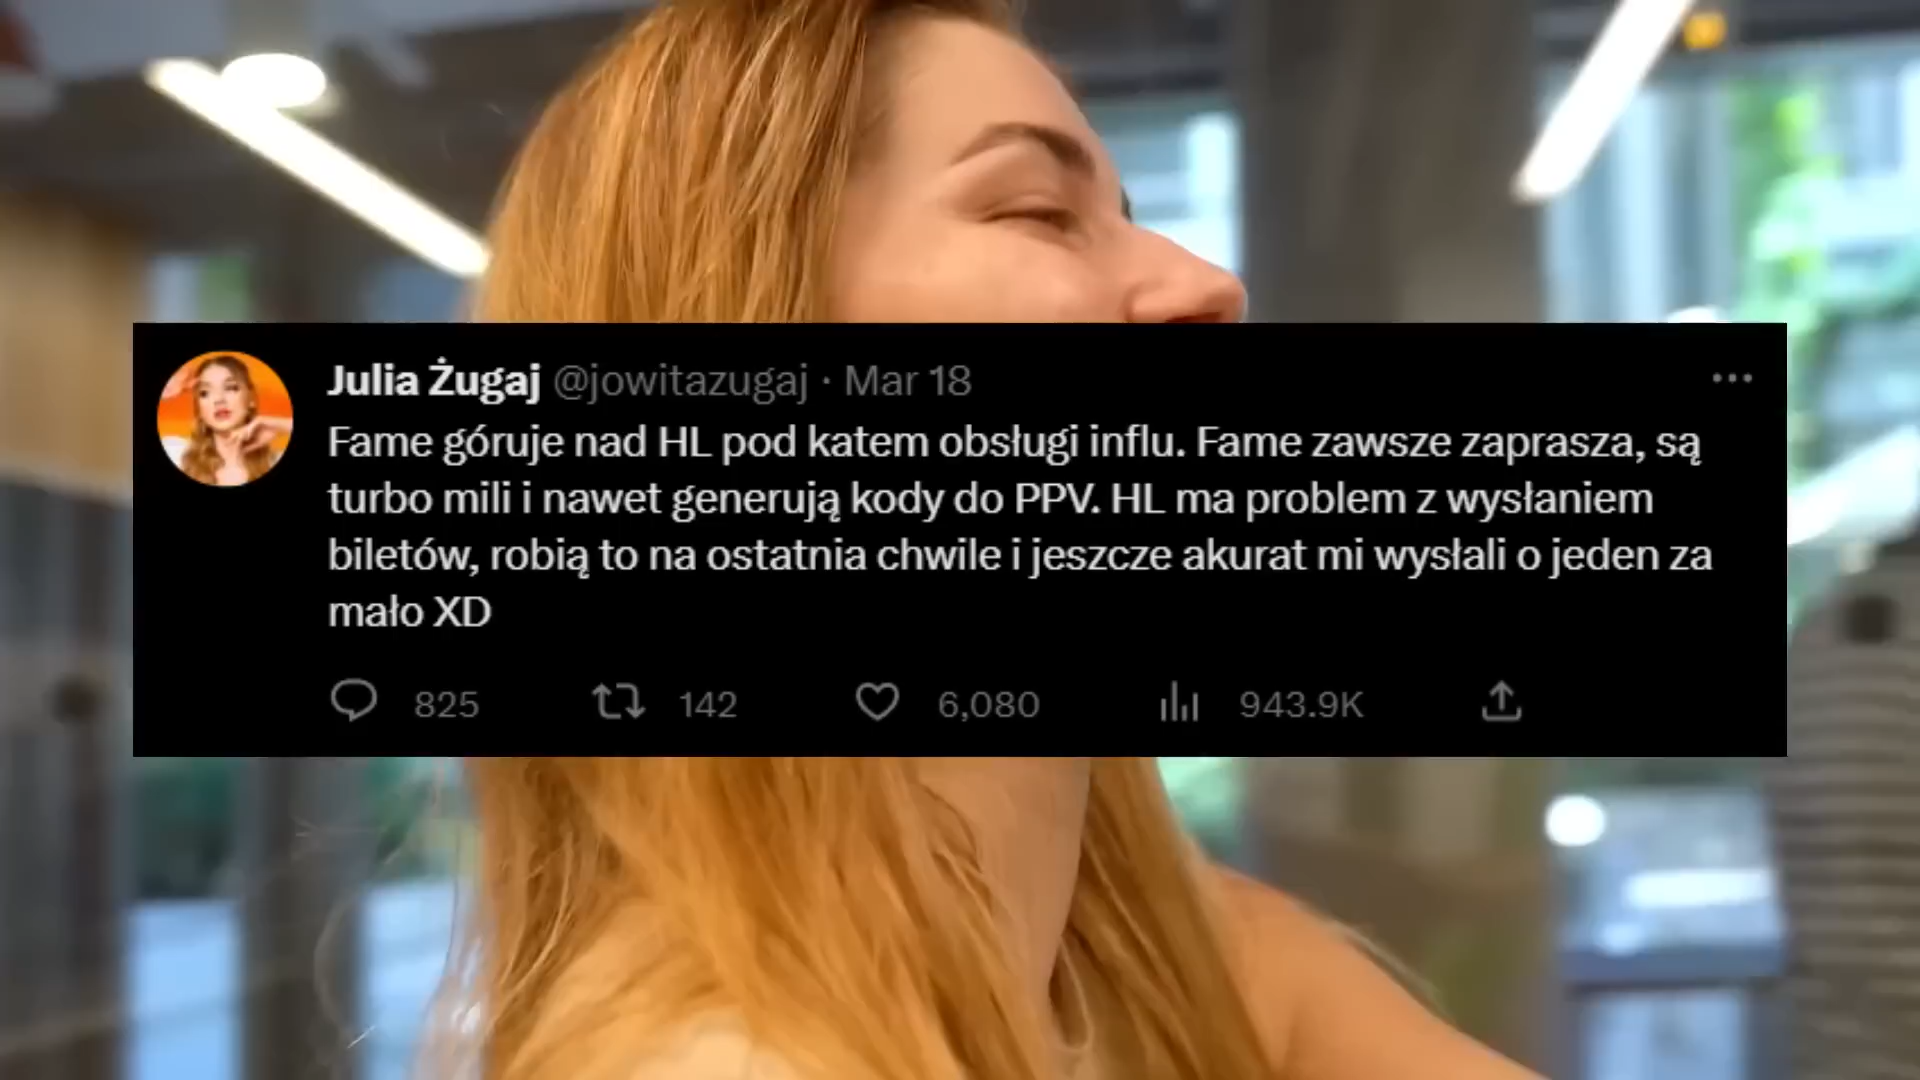 Julia Żugaj @jowitazugaj · Mar 18
Fame góruje nad HL pod katem obsługi influ. Fame zawsze zaprasza, są
turbo mili i nawet generują kody do PPV. HL ma problem z wysłaniem
biletów, robią to na ostatnia chwile i jeszcze akurat mi wysłali o jeden za
mało XD
825 142 6,080 943.9K